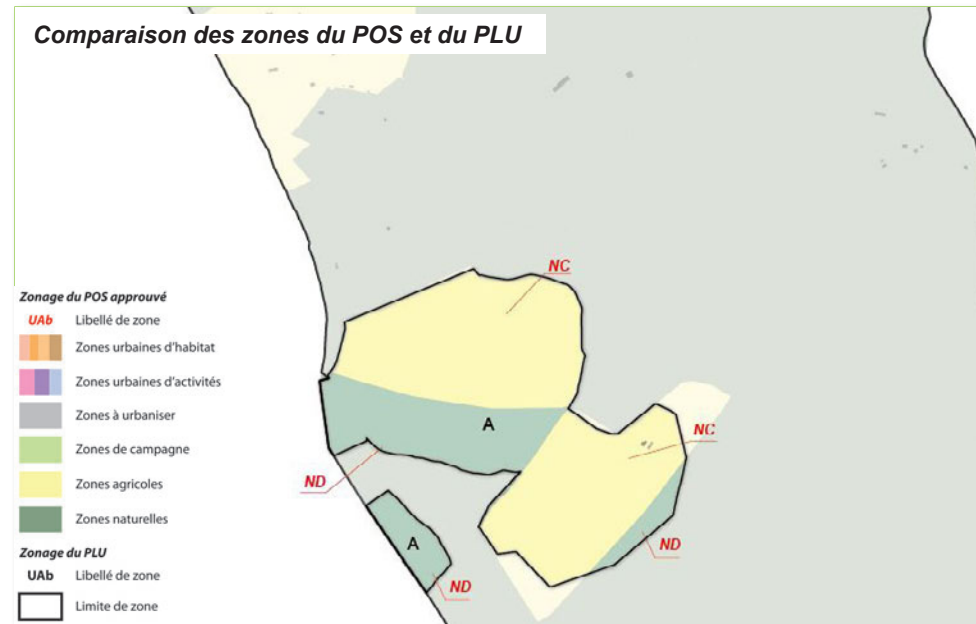 Comparaison des zones du POS et du PLU
NC
A
NC
ND
A
ND
ND
Zonage du POS approuvé
UAb Libellé de zone
Zones urbaines d'habitat
Zones urbaines d'activités
Zones à urbaniser
Zones de campagne
Zones agricoles
Zones naturelles
Zonage du PLU
UAb Libellé de zone
Limite de zone